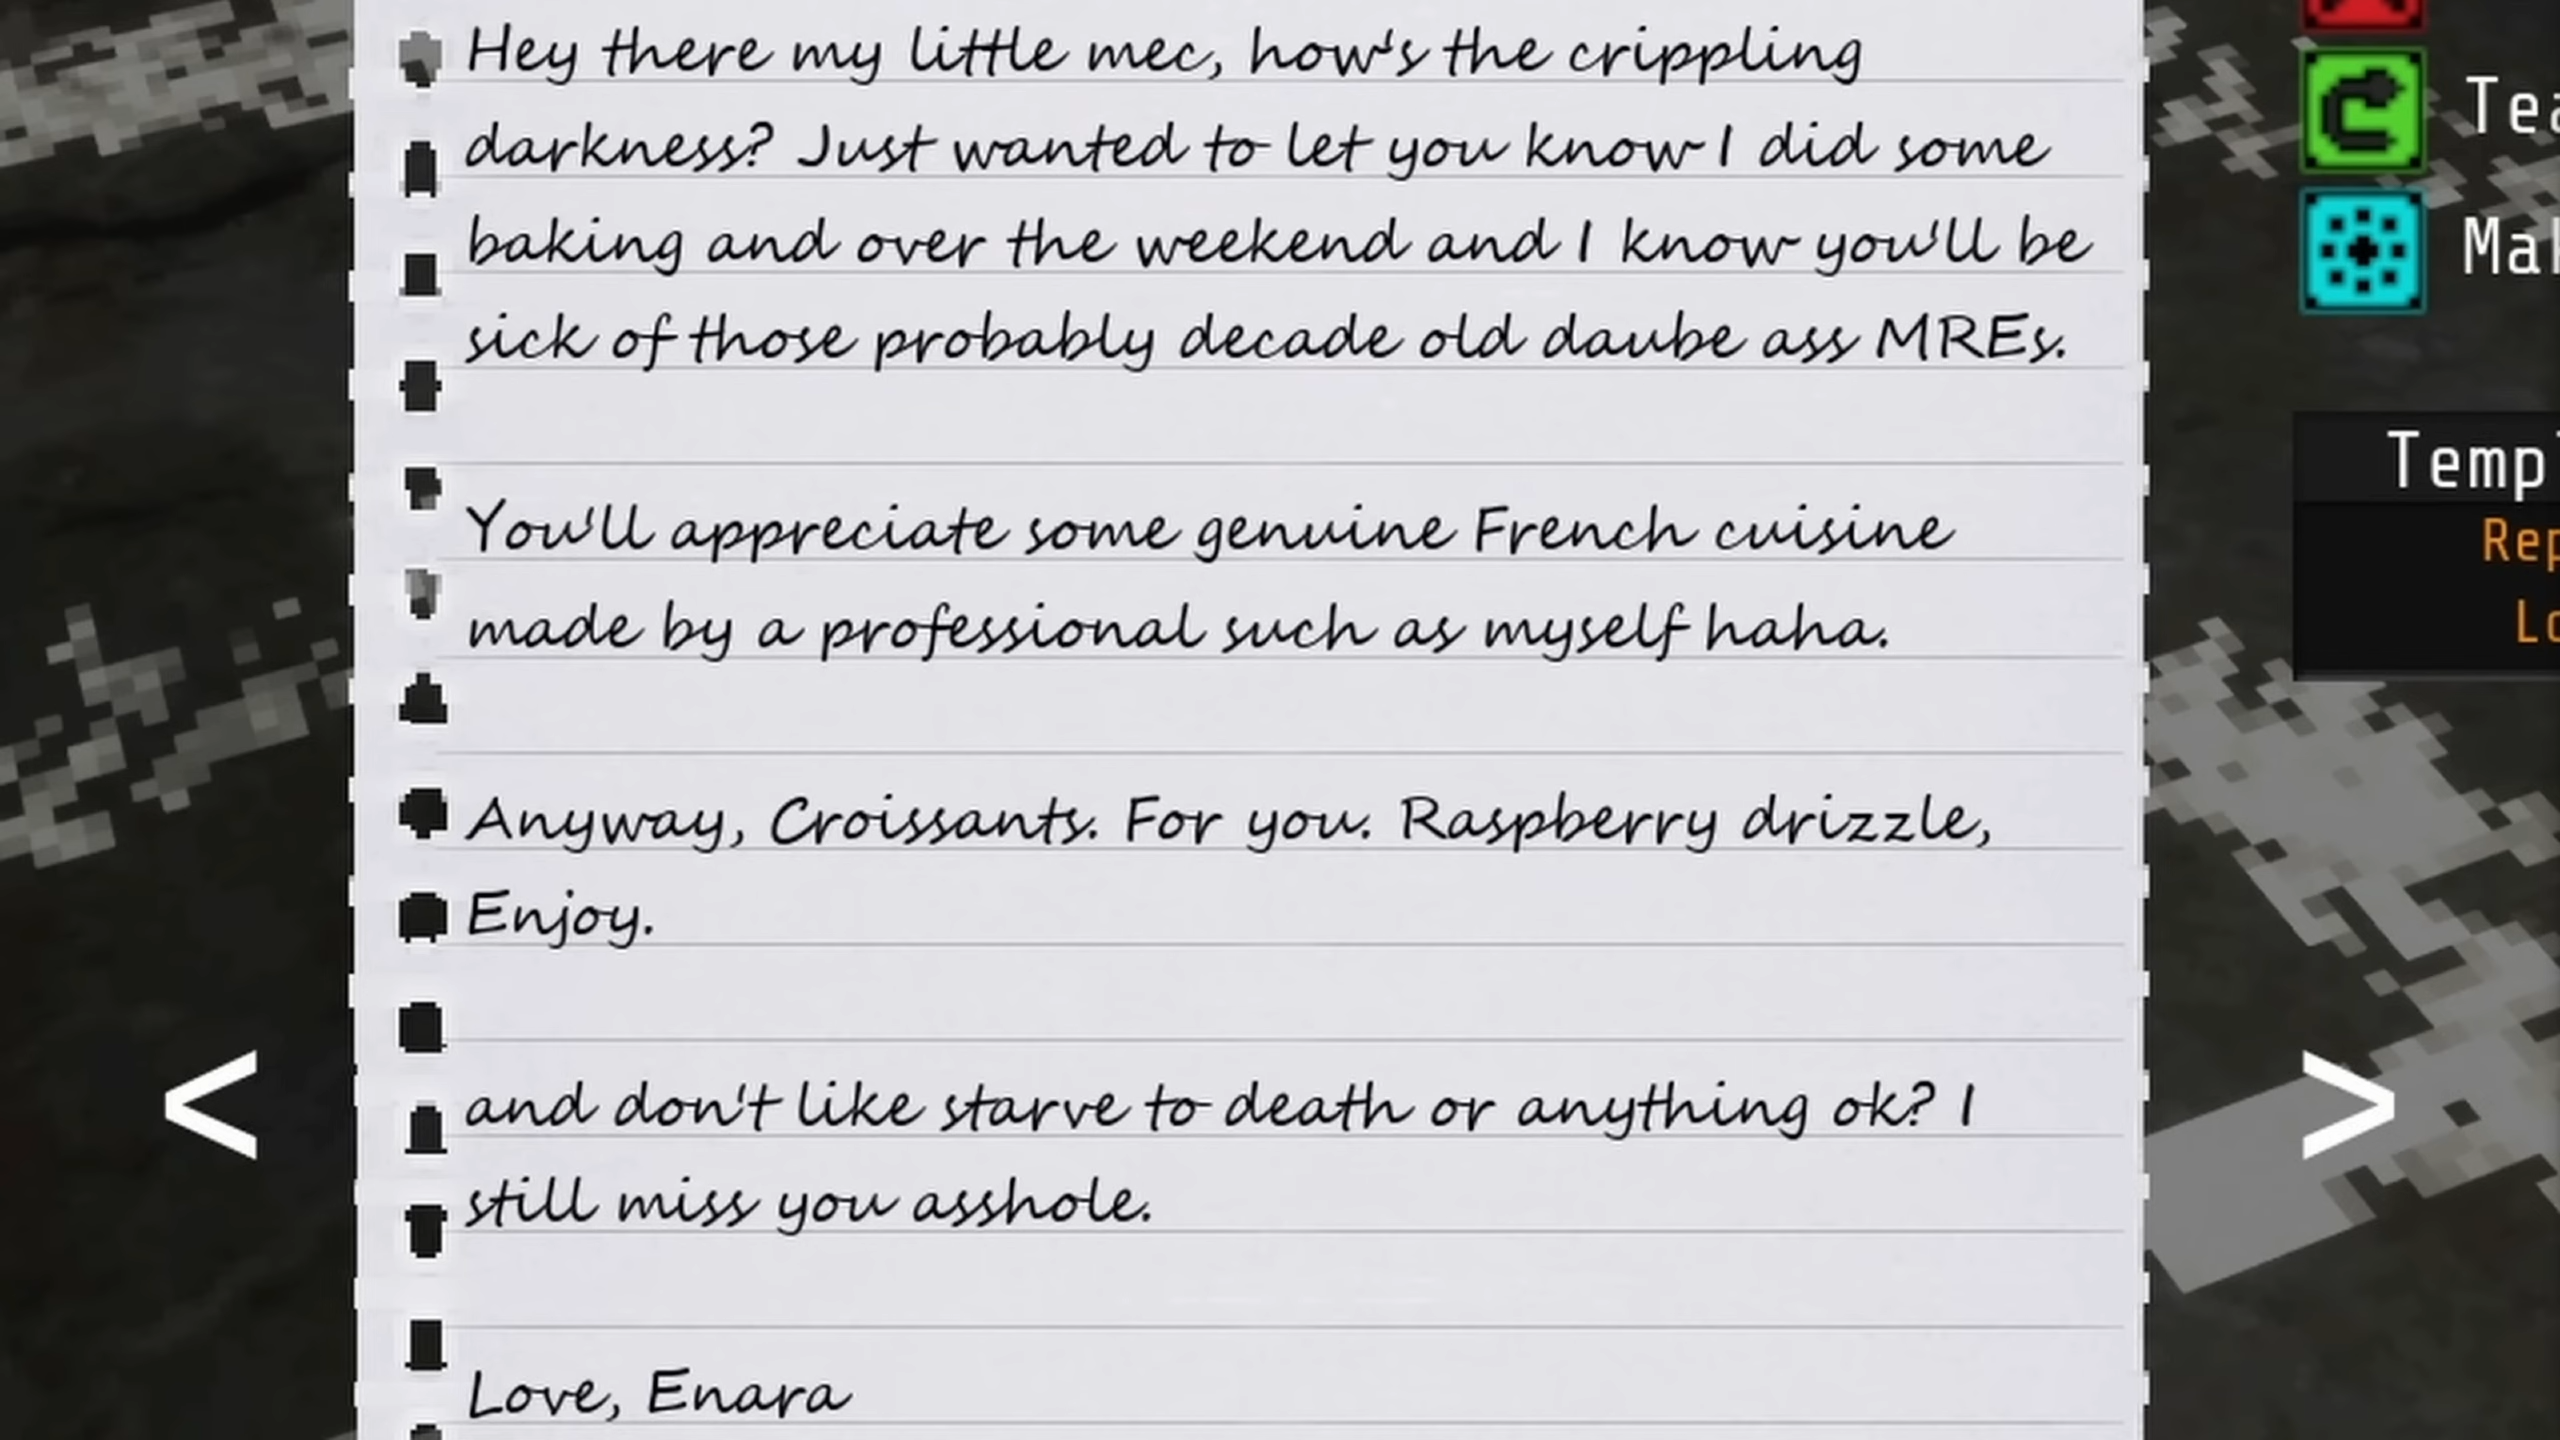 Hey there my little mec, how's the crippling
darkness? Just wanted to let you know I did some
baking and over the weekend and I know you'll be
sick of those probably decade old daube ass MREs.
You'll appreciate some genuine French cuisine
made by a professional such as myself haha.
Anyway, Croissants. For you. Raspberry drizzle,
Enjoy.
and don't like starve to death or anything ok? I
still miss you asshole.
Love, Enara
<
>